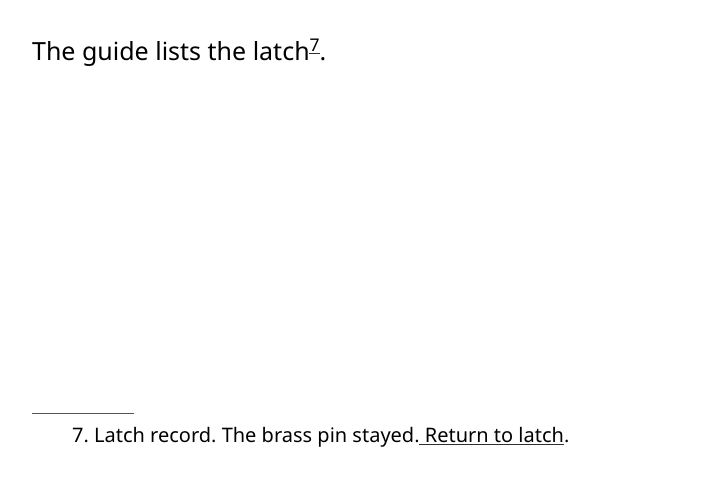 The guide lists the latch7.
7. Latch record. The brass pin stayed. Return to latch.